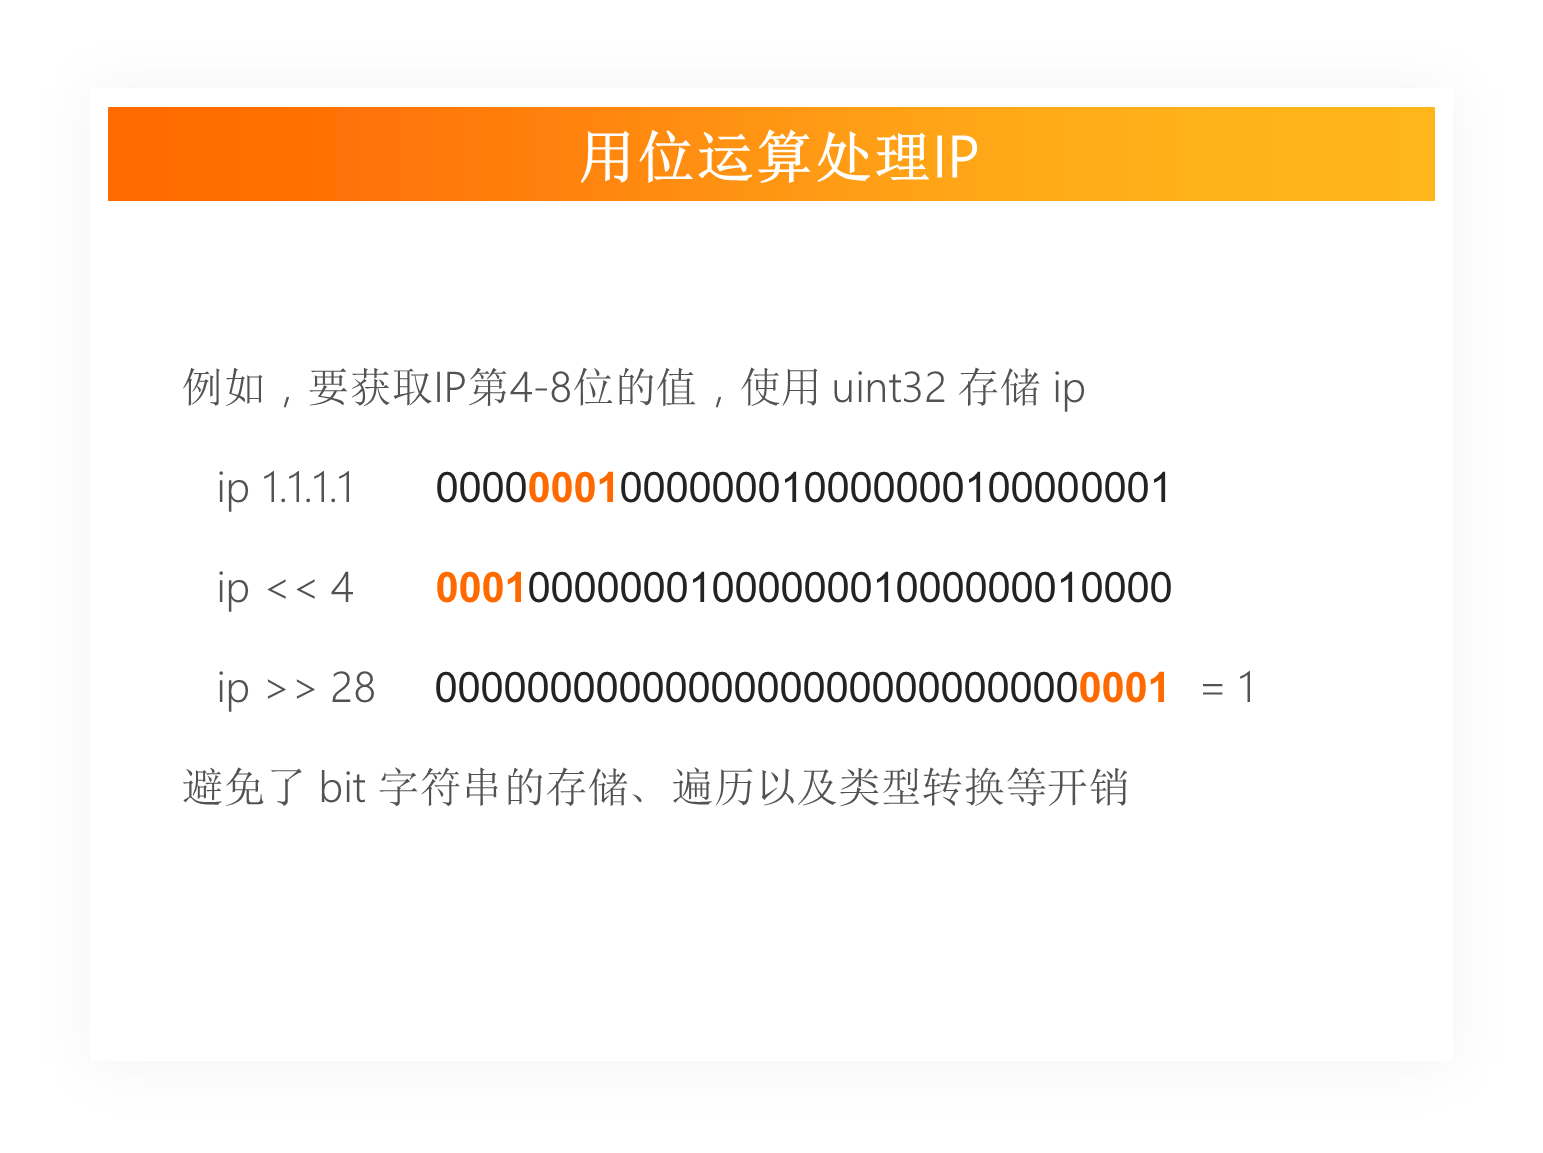 用位运算处理IP
例如，要获取IP第4-8位的值，使用 uint32 存储 ip
ip 1.1.1.1 00000001000000010000000100000001
ip << 4 00010000000100000001000000010000
ip >> 28 00000000000000000000000000000001 = 1
避免了 bit 字符串的存储、遍历以及类型转换等开销